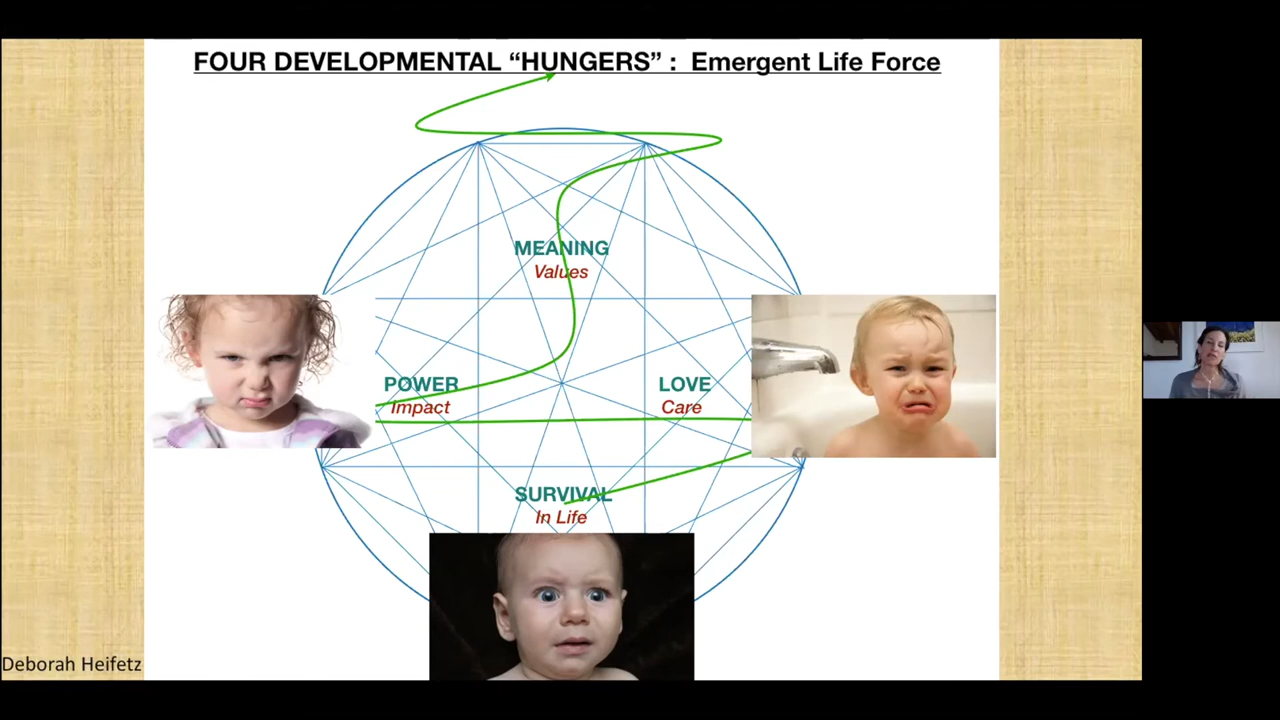 FOUR DEVELOPMENTAL “HUNGERS” : Emergent Life Force
MEANING
Values
POWER
Impact
LOVE
Care
SURVIVAL
In Life
Deborah Heifetz